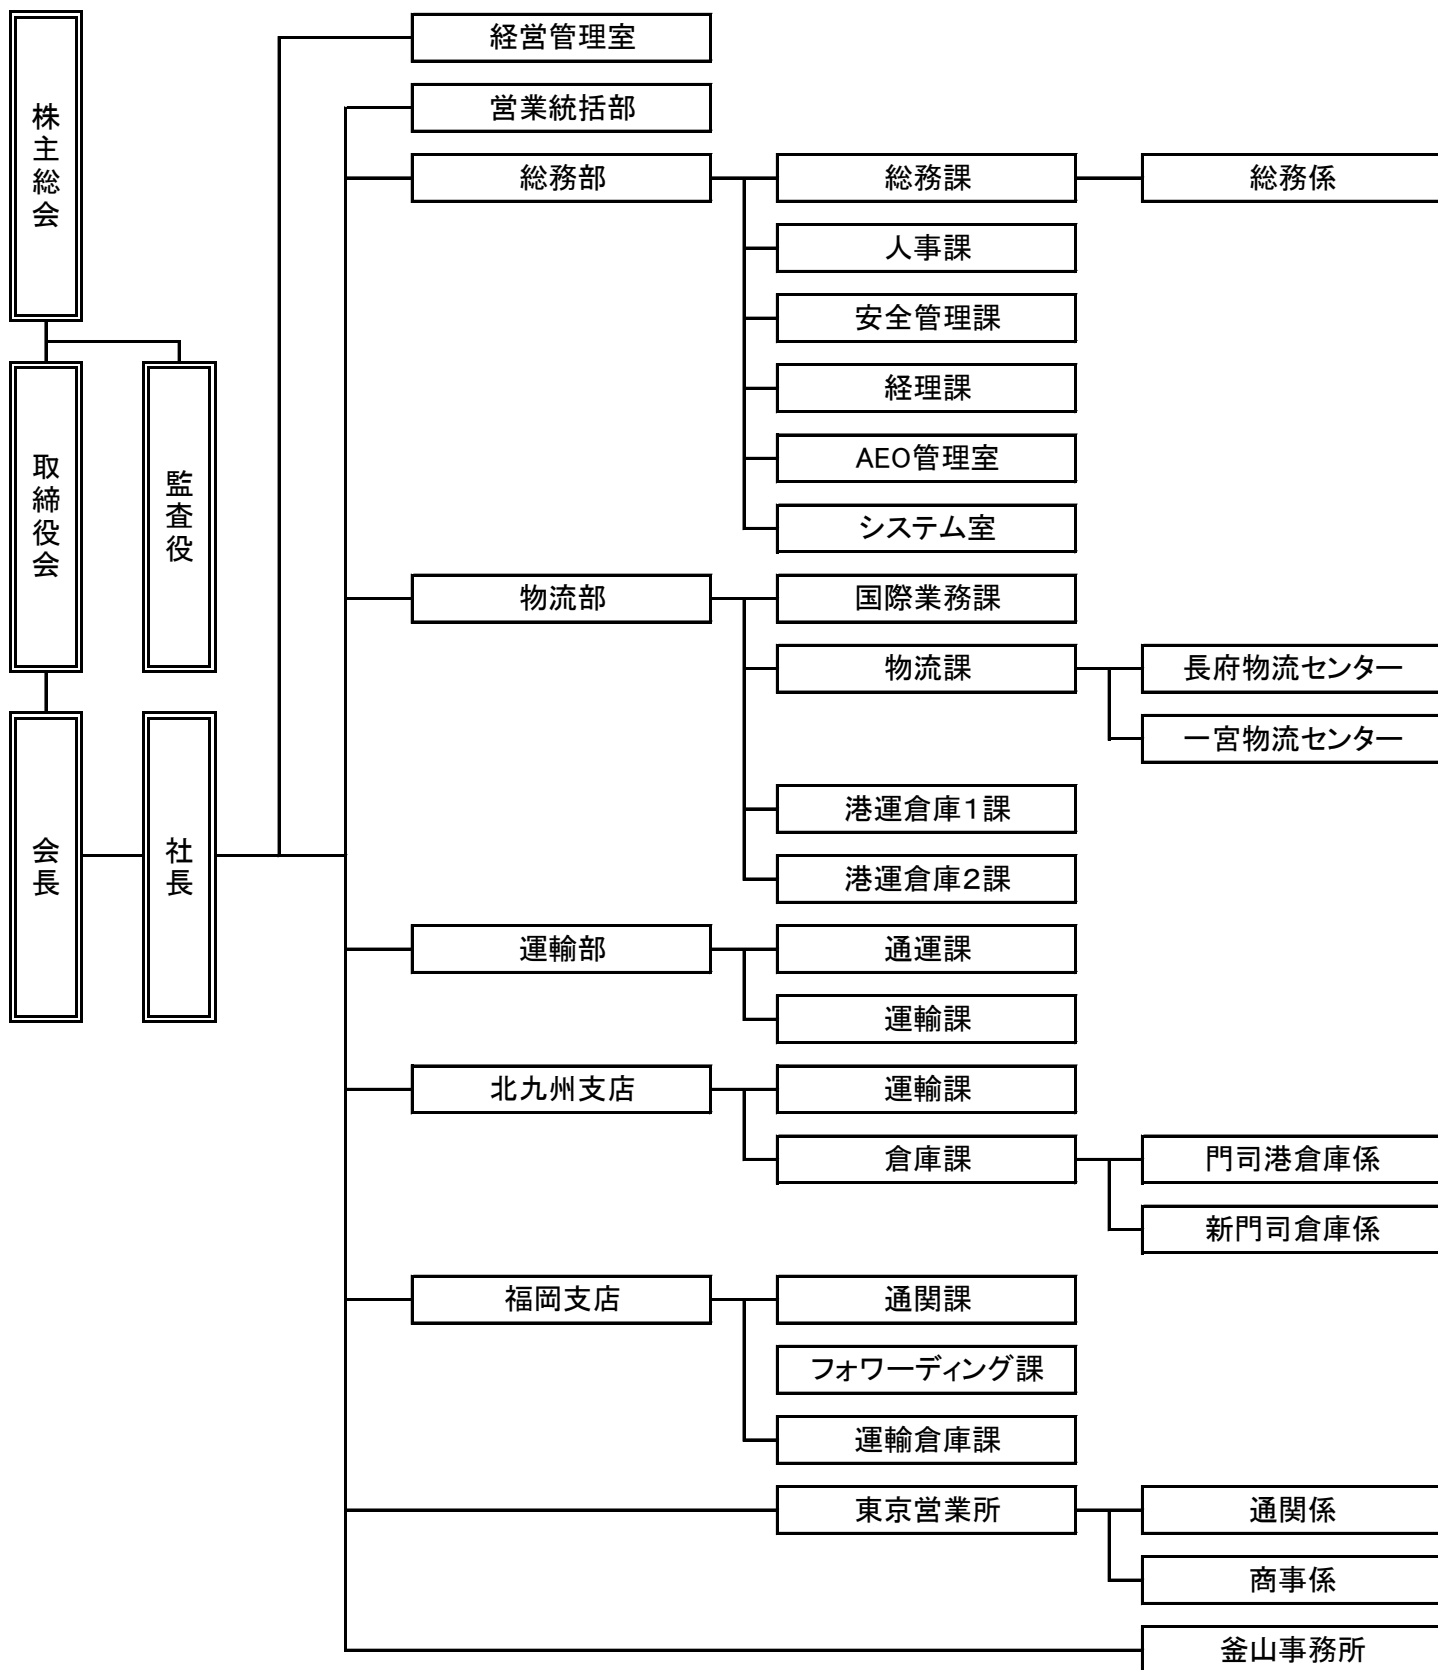 株主総会
取締役会
監査役
会長
社長
経営管理室
営業統括部
総務部
総務課
総務係
人事課
安全管理課
経理課
AEO管理室
システム室
物流部
国際業務課
物流課
長府物流センター
一宮物流センター
港運倉庫1課
港運倉庫2課
運輸部
通運課
運輸課
北九州支店
運輸課
倉庫課
門司港倉庫係
新門司倉庫係
福岡支店
通関課
フォワーディング課
運輸倉庫課
東京営業所
通関係
商事係
釜山事務所